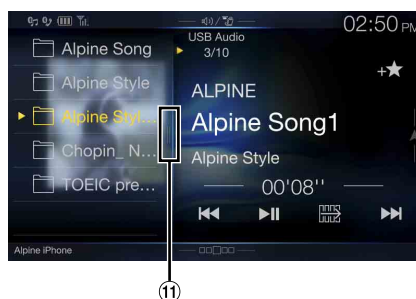 02:50 PM
USB Audio
3/10
Alpine Song
Alpine Style
Alpine Styl...
Chopin_ N...
TOEIC pre...
ALPINE
Alpine Song1
Alpine Style
00'08''
Alpine iPhone
⑪